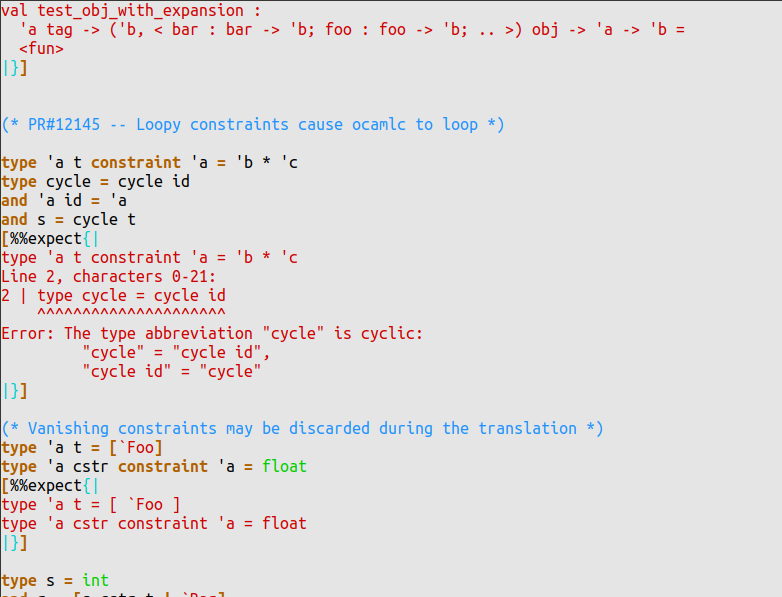 val test_obj_with_expansion :
  'a tag -> ('b, < bar : bar -> 'b; foo : foo -> 'b; .. >) obj -> 'a -> 'b =
  <fun>
|}]
(* PR#12145 -- Loopy constraints cause ocamlc to loop *)
type 'a t constraint 'a = 'b * 'c
type cycle = cycle id
and 'a id = 'a
and s = cycle t
[%%expect{|
type 'a t constraint 'a = 'b * 'c
Line 2, characters 0-21:
2 | type cycle = cycle id
    ^^^^^^^^^^^^^^^^^^^^^
Error: The type abbreviation "cycle" is cyclic:
         "cycle" = "cycle id",
         "cycle id" = "cycle"
|}]
(* Vanishing constraints may be discarded during the translation *)
type 'a t = [`Foo]
type 'a cstr constraint 'a = float
[%%expect{|
type 'a t = [ `Foo ]
type 'a cstr constraint 'a = float
|}]
type s = int